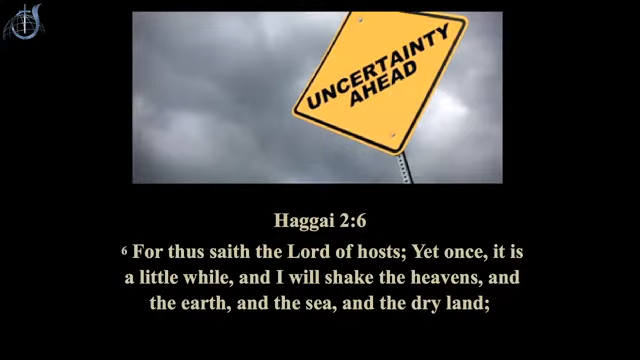 UNCERTAINTY
AHEAD
Haggai 2:6
6 For thus saith the Lord of hosts; Yet once, it is
a little while, and I will shake the heavens, and
the earth, and the sea, and the dry land;